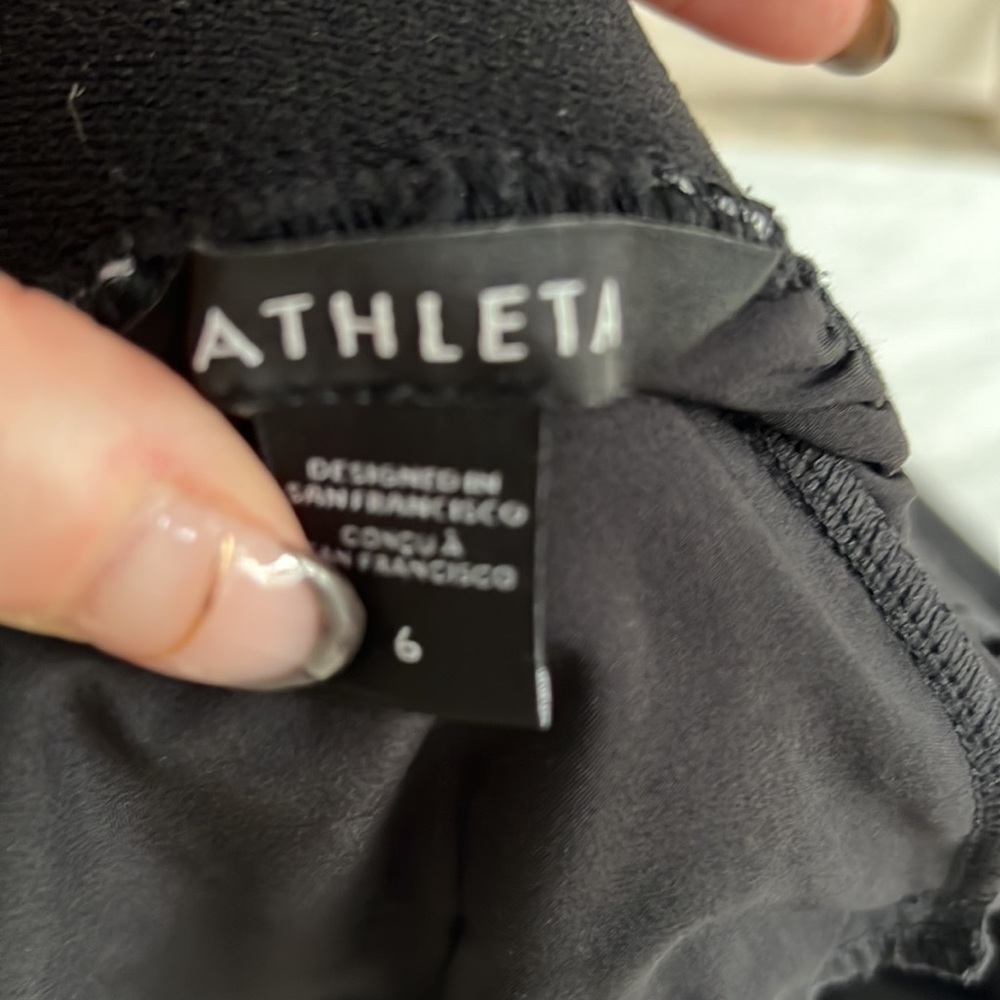 ATHLETA
DESIGNED IN
SAN FRANCISCO
CONÇU À
SAN FRANCISCO
6